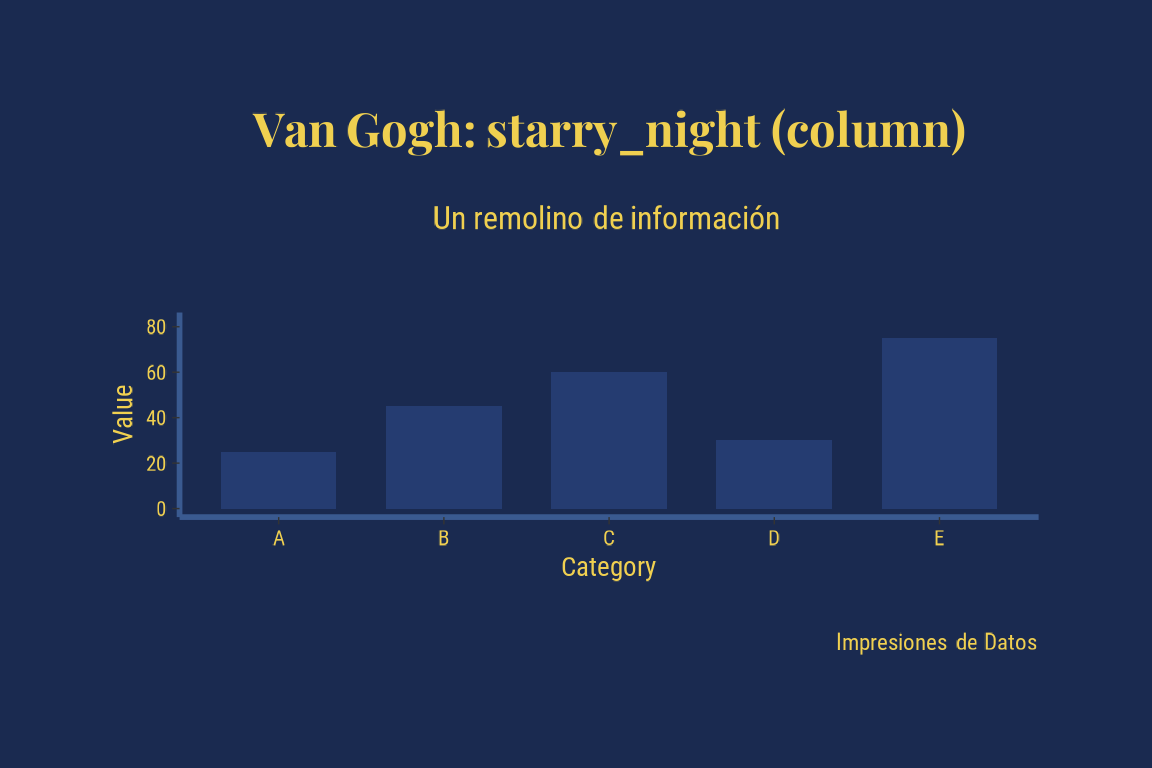 Van Gogh: starry_night (column)
Un remolino de información
80
60
40
20
0
Value
A B C D E
Category
Impresiones de Datos